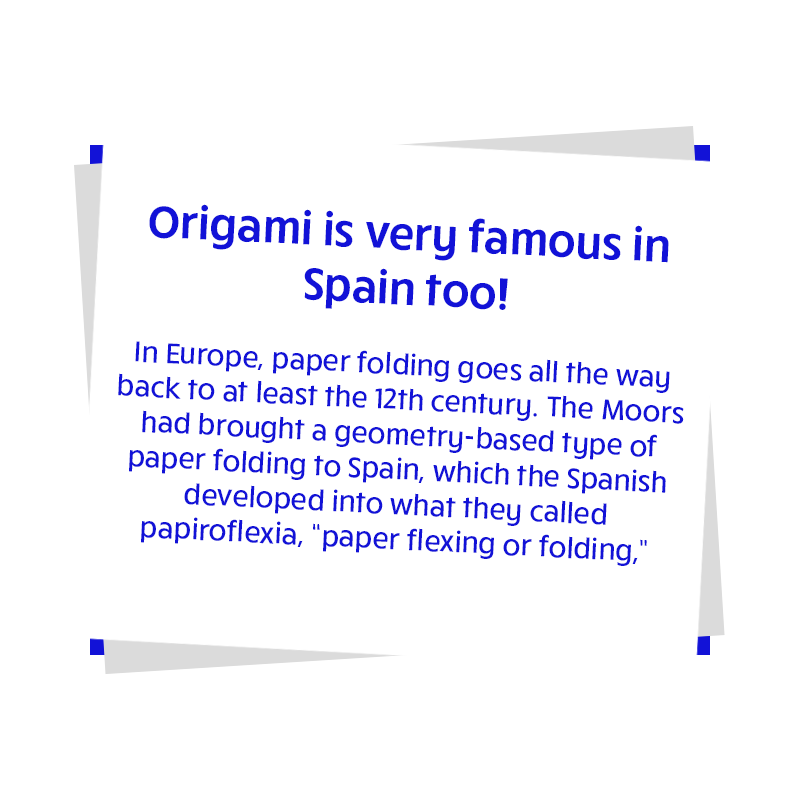 Origami is very famous in
Spain too!
In Europe, paper folding goes all the way
back to at least the 12th century. The Moors
had brought a geometry-based type of
paper folding to Spain, which the Spanish
developed into what they called
papiroflexia, "paper flexing or folding,"